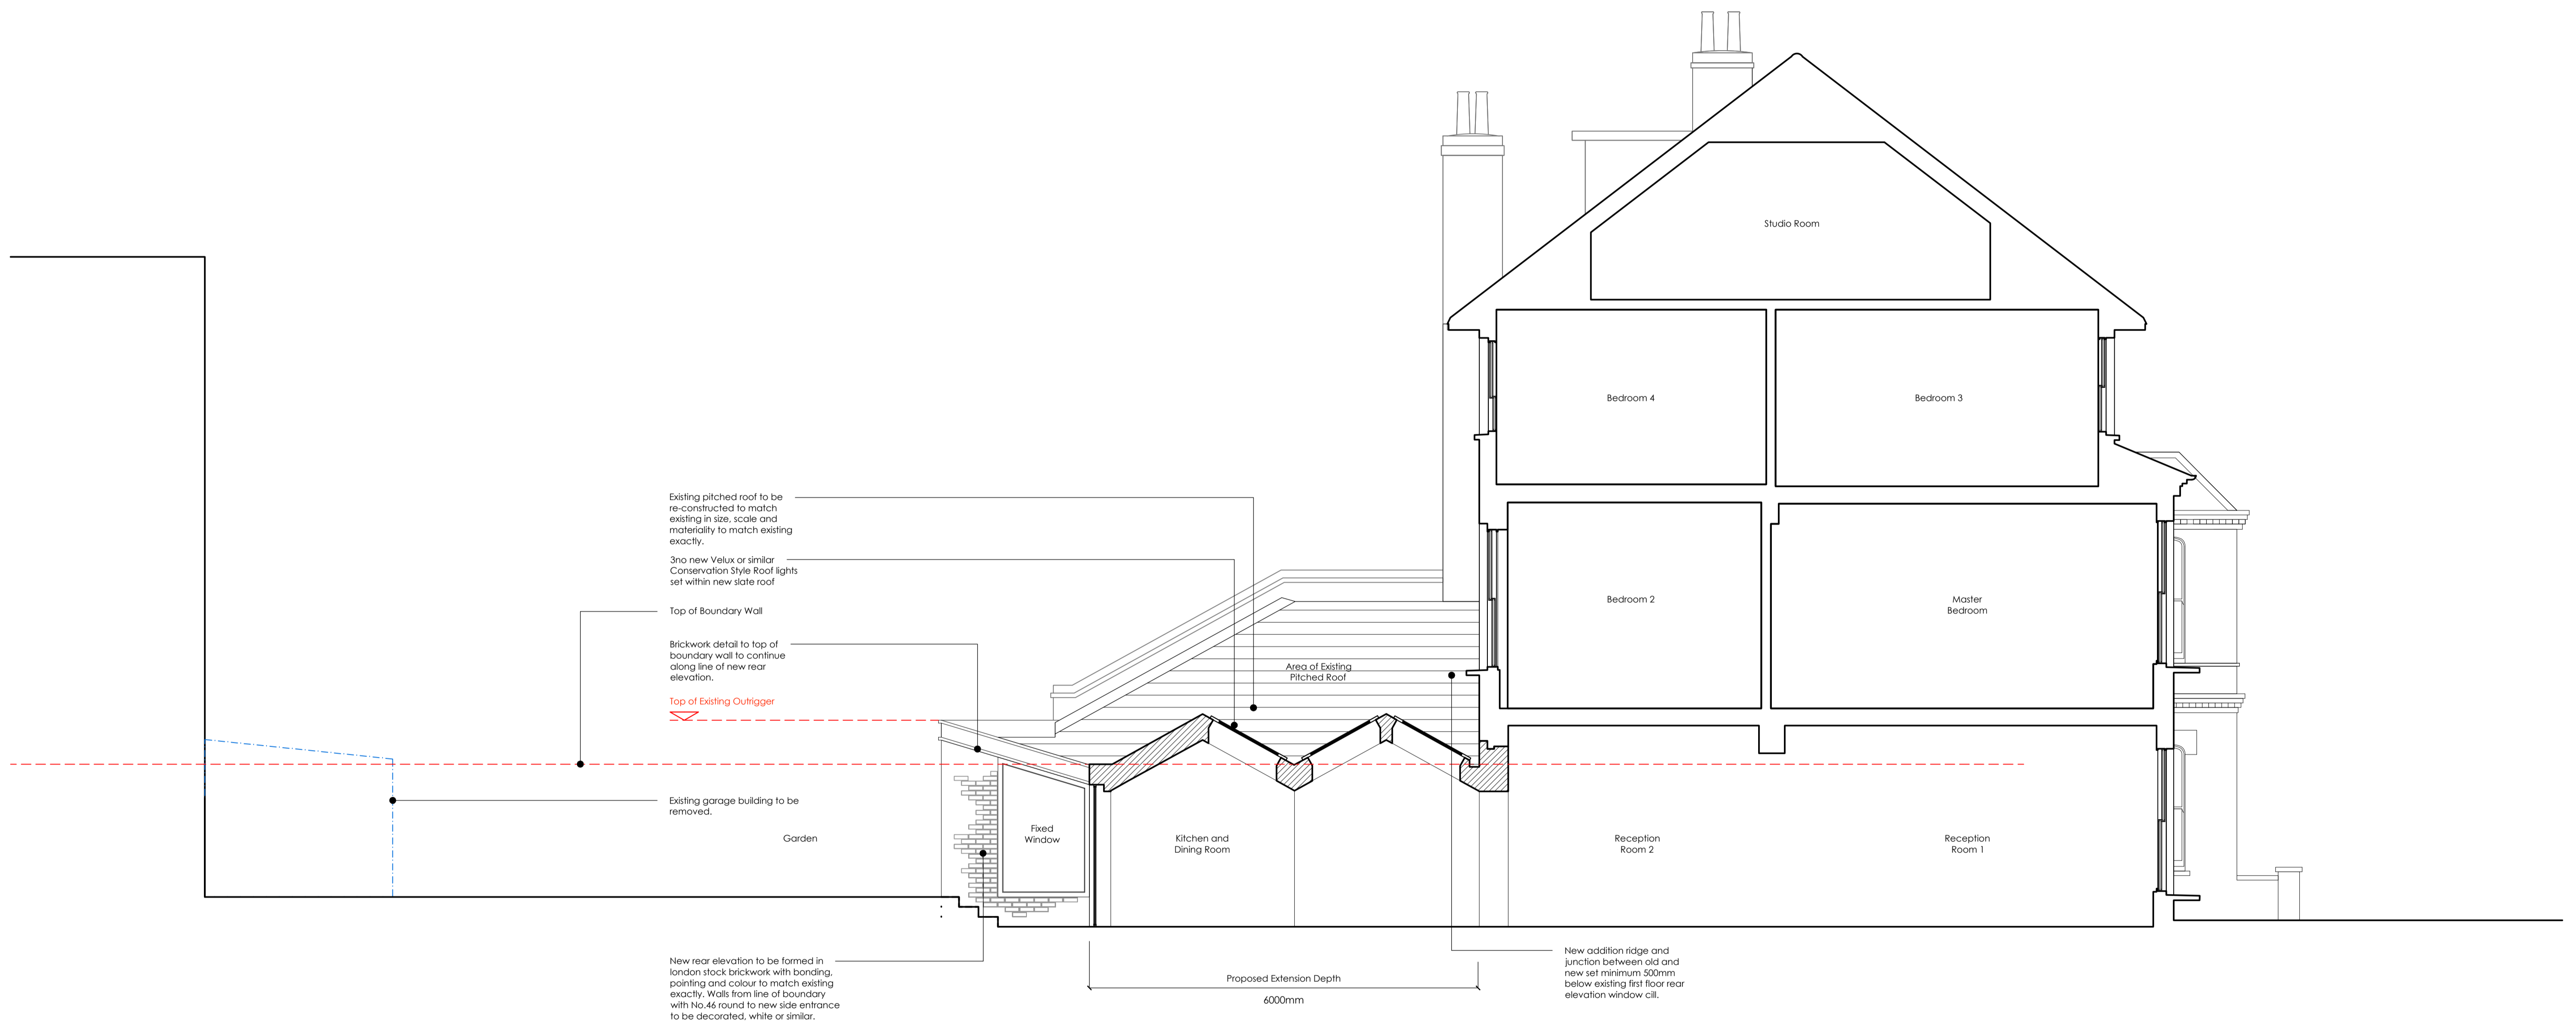 Studio Room
Bedroom 4
Bedroom 3
Existing pitched roof to be
re-constructed to match
existing in size, scale and
materiality to match existing
exactly.
3no new Velux or similar
Conservation Style Roof lights
set within new slate roof
Bedroom 2
Master
Bedroom
Top of Boundary Wall
Brickwork detail to top of
boundary wall to continue
along line of new rear
elevation.
Area of Existing
Pitched Roof
Top of Existing Outrigger
Existing garage building to be
removed.
Garden
Fixed
Window
Kitchen and
Dining Room
Reception
Room 2
Reception
Room 1
New rear elevation to be formed in
london stock brickwork with bonding,
pointing and colour to match existing
exactly. Walls from line of boundary
with No.46 round to new side entrance
to be decorated, white or similar.
Proposed Extension Depth
6000mm
New addition ridge and
junction between old and
new set minimum 500mm
below existing first floor rear
elevation window cill.